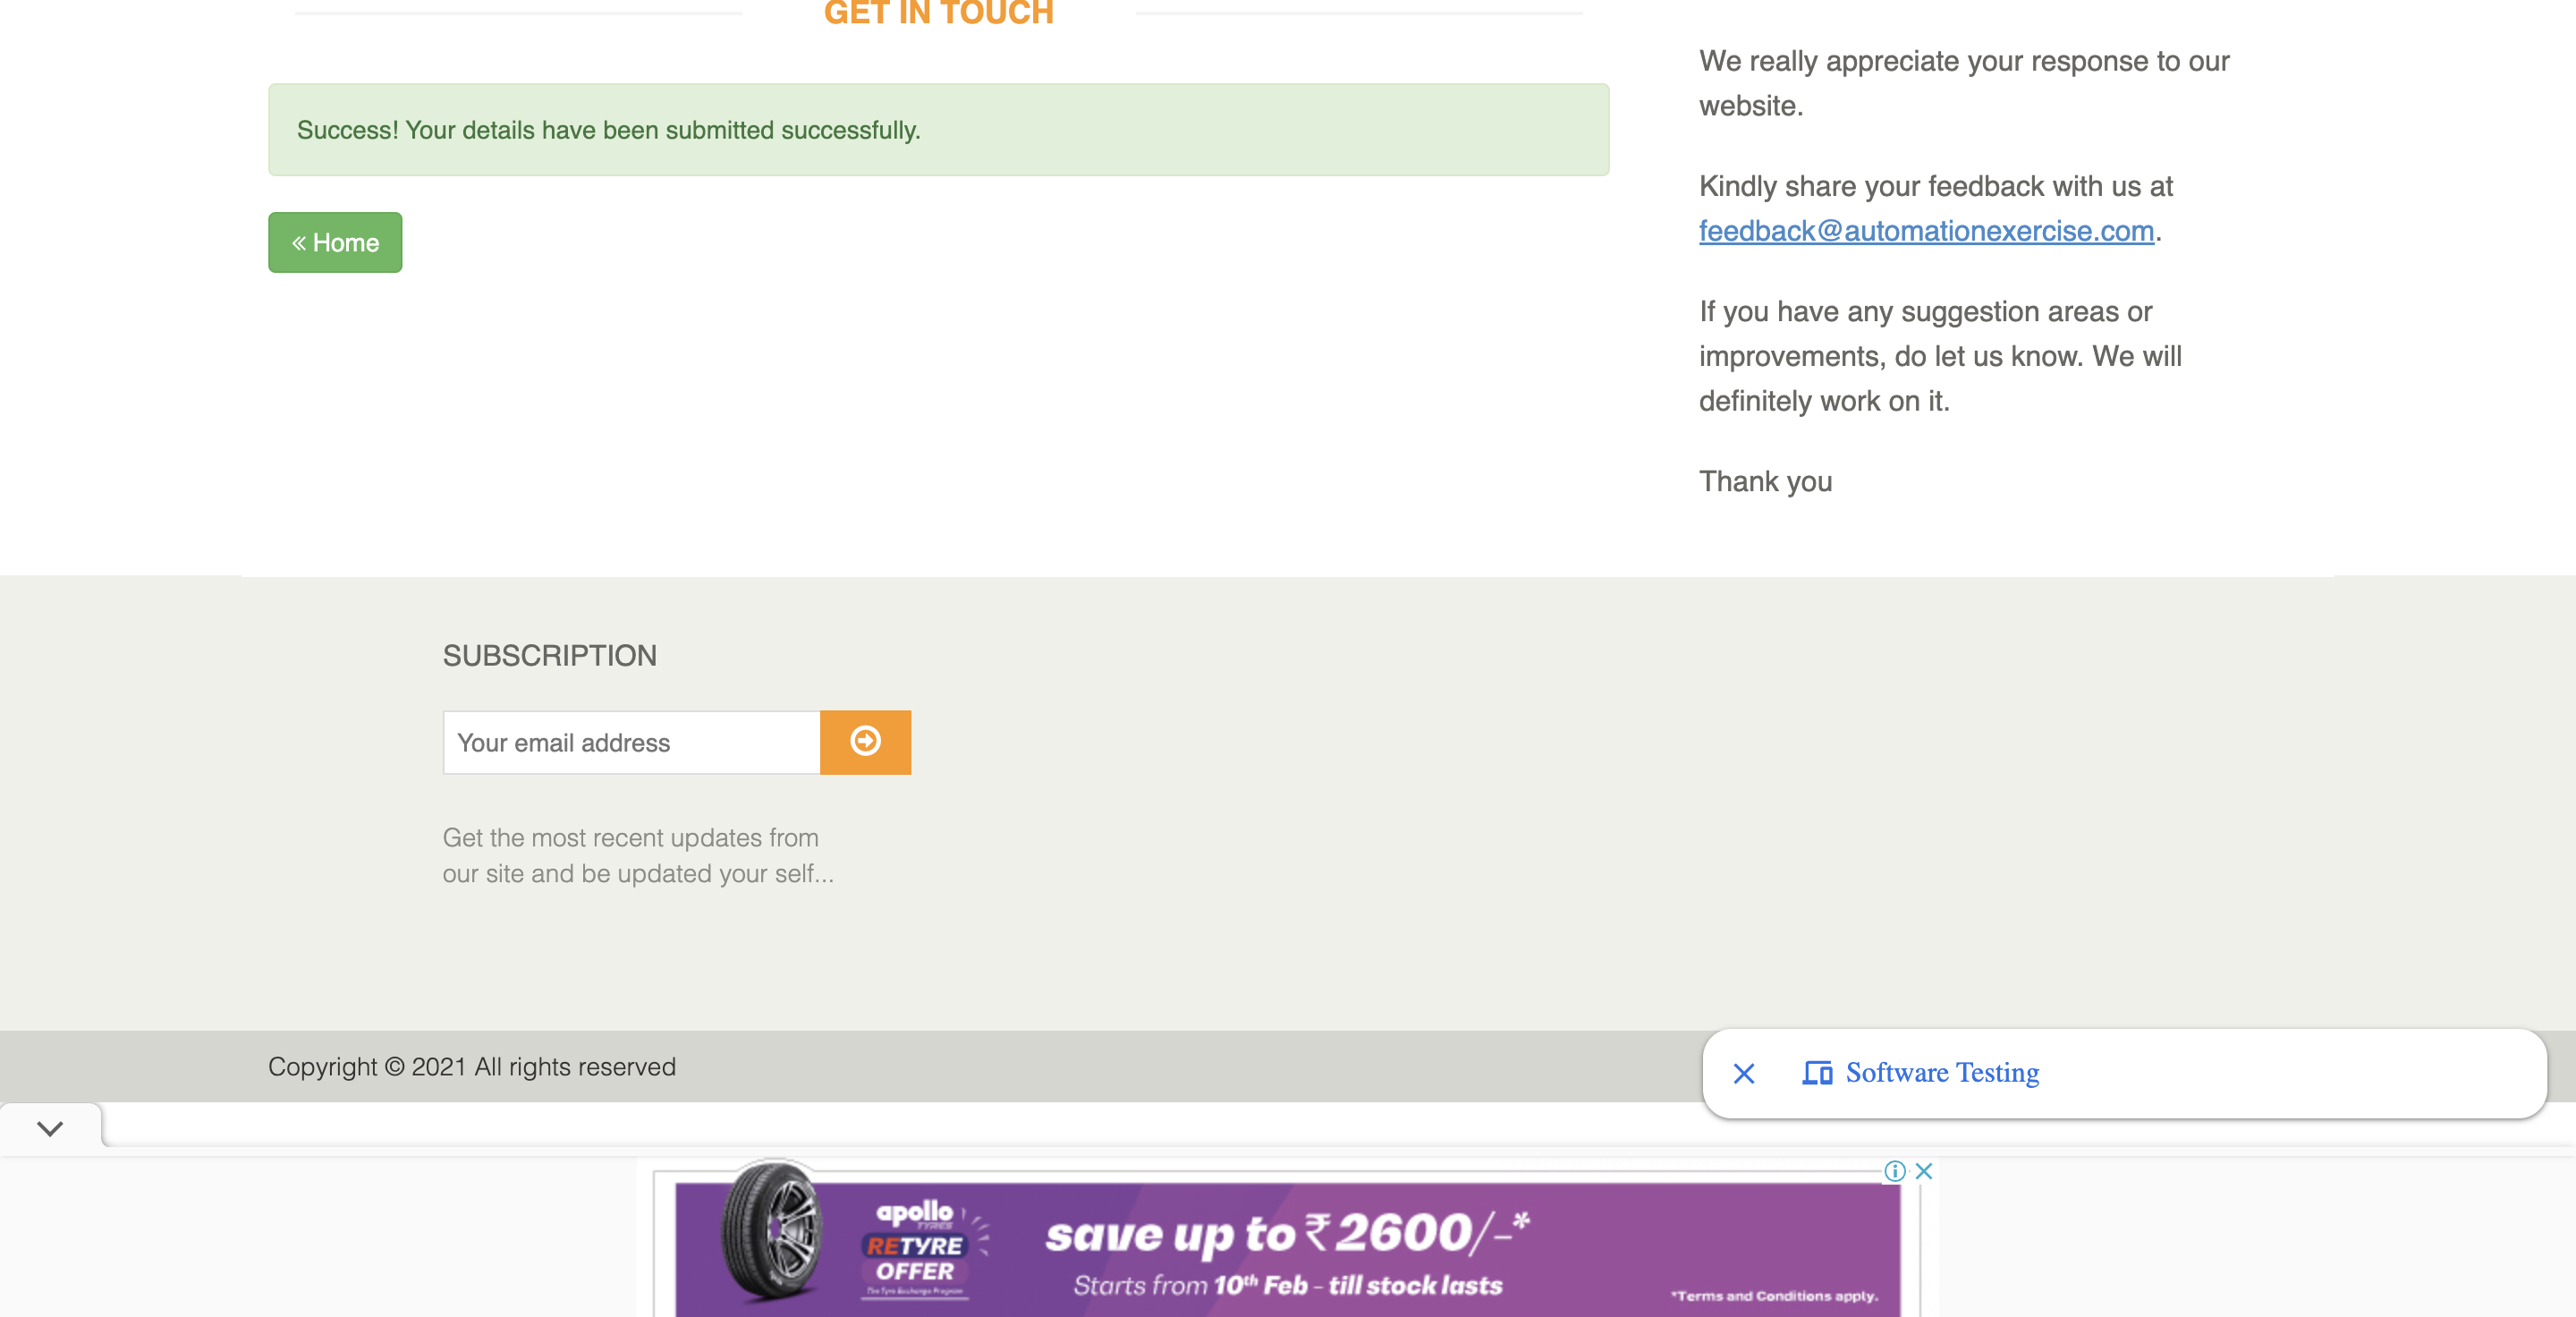 GET IN TOUCH
Success! Your details have been submitted successfully.
« Home
We really appreciate your response to our
website.
Kindly share your feedback with us at
feedback@automationexercise.com.
If you have any suggestion areas or
improvements, do let us know. We will
definitely work on it.
Thank you
SUBSCRIPTION
Your email address
Get the most recent updates from
our site and be updated your self...
Copyright © 2021 All rights reserved
Software Testing
apollo
TYRES
RETYRE
OFFER
The Tyre Exchange Program
save up to ₹2600/-*
Starts from 10th Feb - till stock lasts
*Terms and Conditions apply.